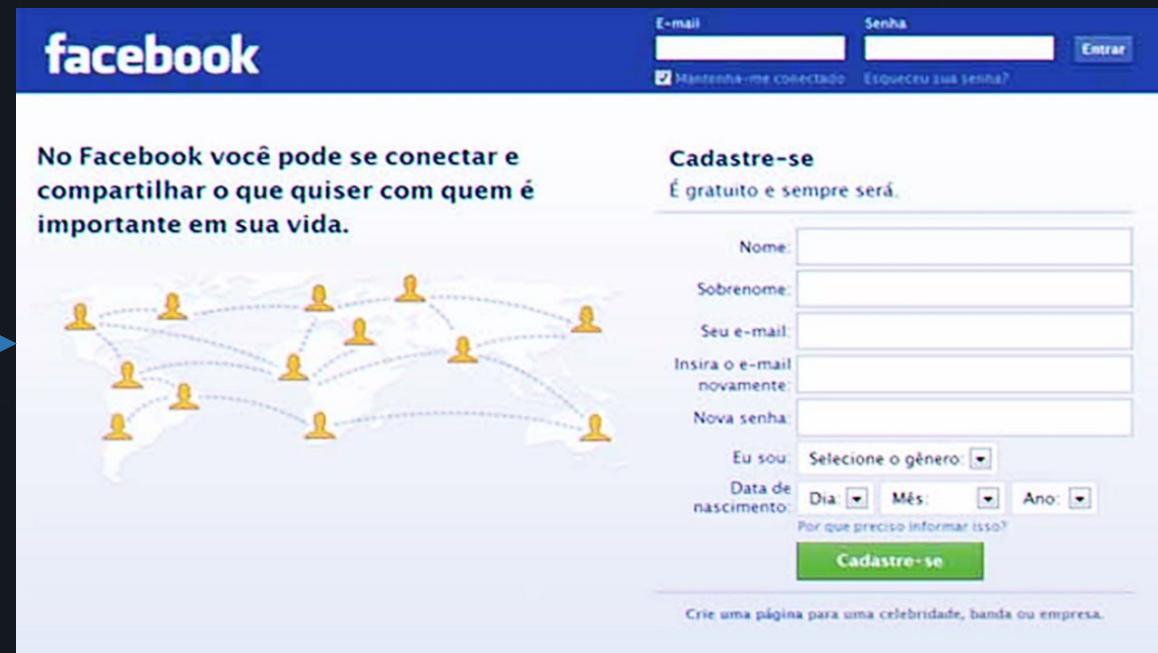 facebook
E-mail
Senha
Entrar
Mantenha-me conectado
Esqueceu sua senha?
No Facebook você pode se conectar e
compartilhar o que quiser com quem é
importante em sua vida.
Cadastre-se
É gratuito e sempre será.
Nome:
Sobrenome:
Seu e-mail:
Insira o e-mail
novamente:
Nova senha:
Eu sou: Selecione o gênero:
Data de
nascimento:
Dia: Mês: Ano:
Por que preciso informar isso?
Cadastre-se
Crie uma página para uma celebridade, banda ou empresa.